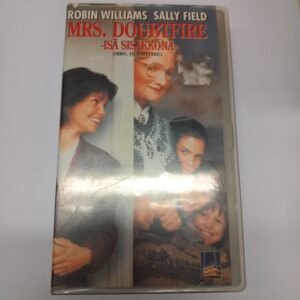 ROBIN WILLIAMS SALLY FIELD
MRS. DOUBTFIRE
-ISÄ SISÄKKÖNÄ
(MRS. DOUBTFIRE)